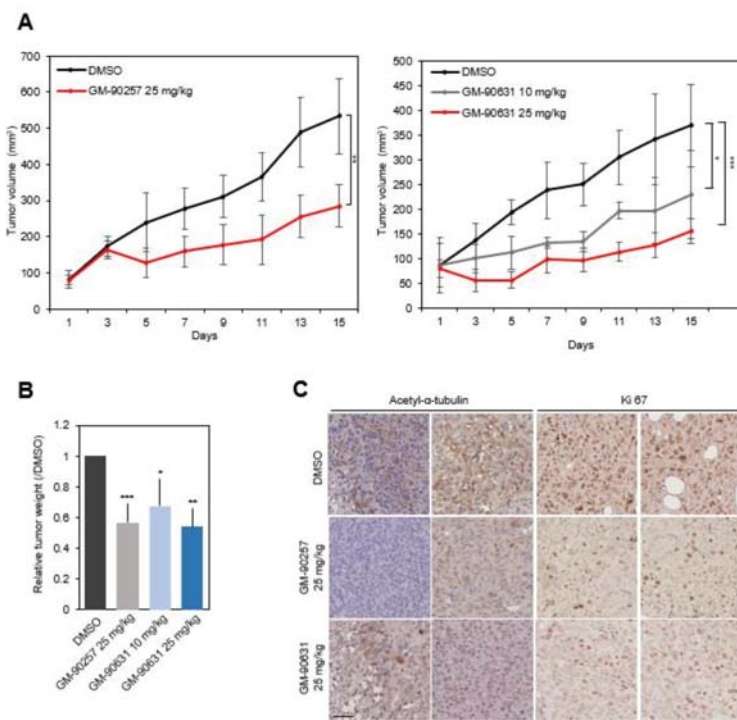 A
700
600
500
400
300
200
100
0
Tumor volume (mm³)
DMSO
GM-90257 25 mg/kg
**
1 3 5 7 9 11 13 15
Days
500
450
400
350
300
250
200
150
100
50
0
Tumor volume (mm³)
DMSO
GM-90631 10 mg/kg
GM-90631 25 mg/kg
*
***
1 3 5 7 9 11 13 15
Days
B
1.2
1
0.8
0.6
0.4
0.2
0
Relative tumor weight (/DMSO)
***
*
**
DMSO
GM-90257 25 mg/kg
GM-90631 10 mg/kg
GM-90631 25 mg/kg
C
Acetyl-α-tubulin Ki 67
DMSO
GM-90257
25 mg/kg
GM-90631
25 mg/kg